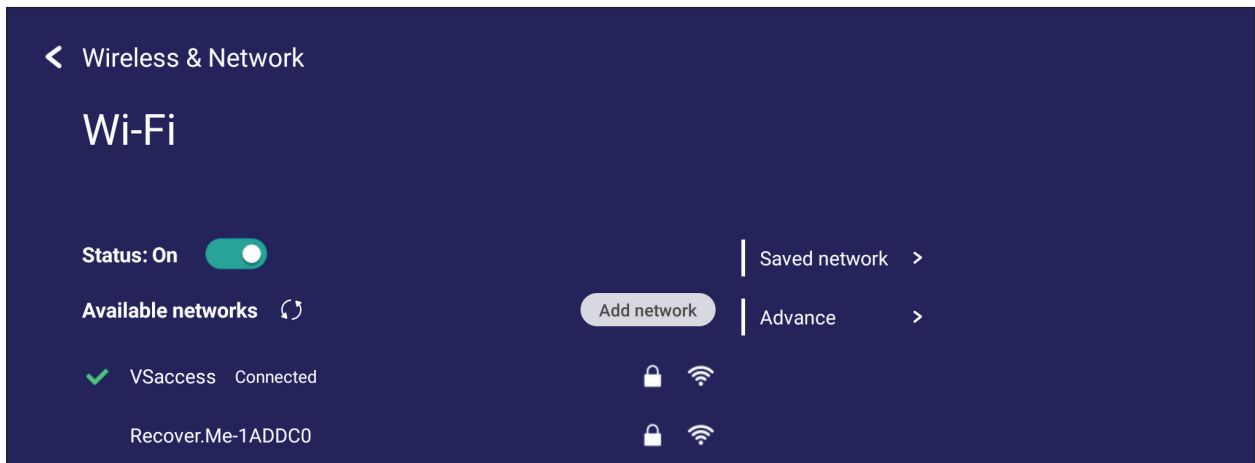 Wireless & Network
Wi-Fi
Status: On
Saved network
Available networks
Add network
Advance
VSaccess Connected
Recover.Me-1ADDC0